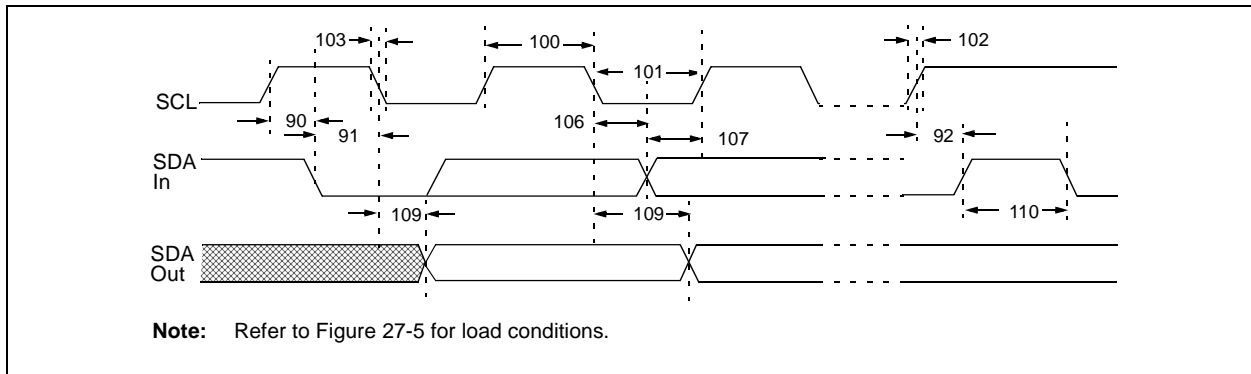 103
100
102
101
SCL
90
91
106
107
92
SDA
In
109
109
110
SDA
Out
Note: Refer to Figure 27-5 for load conditions.